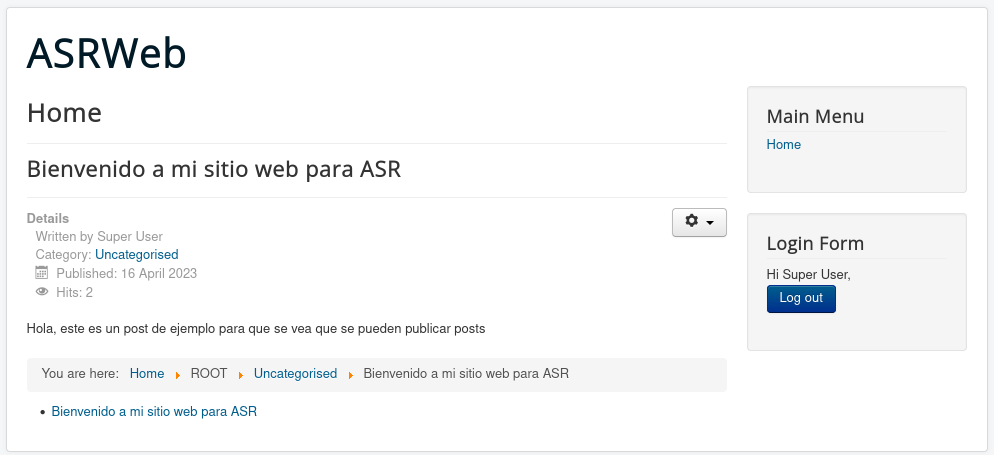 ASRWeb
Home
Bienvenido a mi sitio web para ASR
Details
Written by Super User
Category: Uncategorised
Published: 16 April 2023
Hits: 2
Hola, este es un post de ejemplo para que se vea que se pueden publicar posts
You are here: Home ROOT Uncategorised Bienvenido a mi sitio web para ASR
Bienvenido a mi sitio web para ASR
Main Menu
Home
Login Form
Hi Super User,
Log out